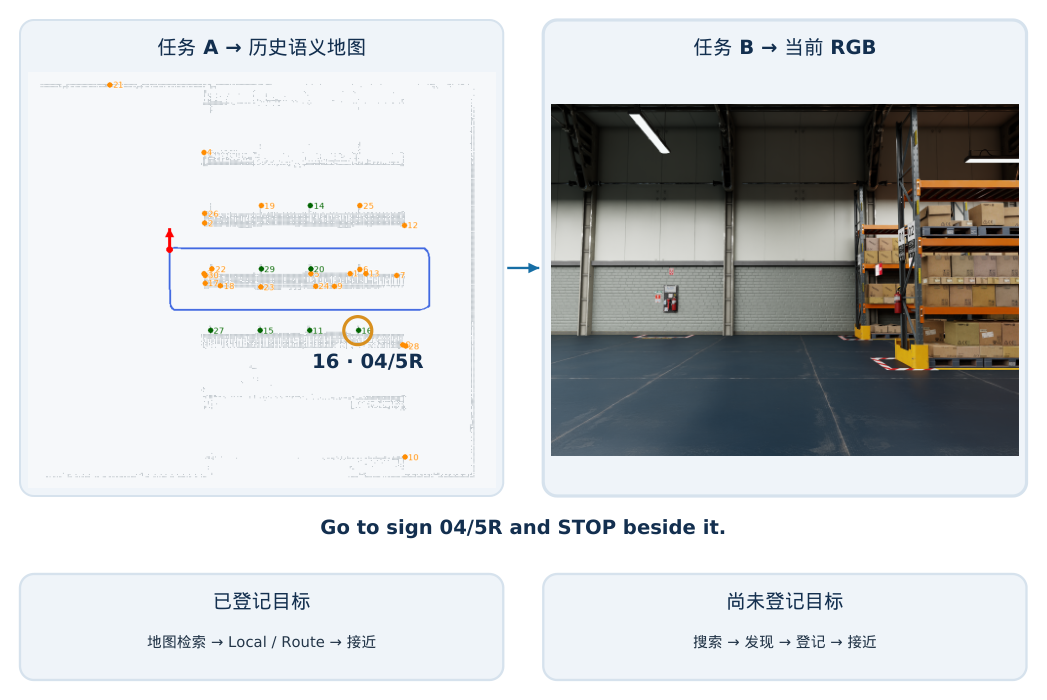 任务 A → 历史语义地图
任务 B → 当前 RGB
21
4
19
14
25
26
12
22
29
20
6
13
7
18
23
24
9
27
15
11
16
28
16 · 04/5R
10
Go to sign 04/5R and STOP beside it.
已登记目标
尚未登记目标
地图检索 → Local / Route → 接近
搜索 → 发现 → 登记 → 接近